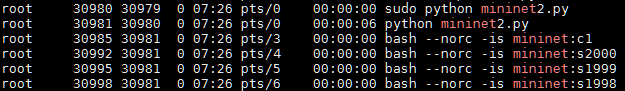 root 30980 30979 0 07:26 pts/0 00:00:00 sudo python mininet2.py
root 30981 30980 0 07:26 pts/0 00:00:06 python mininet2.py
root 30985 30981 0 07:26 pts/3 00:00:00 bash --norc -is mininet:c1
root 30992 30981 0 07:26 pts/4 00:00:00 bash --norc -is mininet:s2000
root 30995 30981 0 07:26 pts/5 00:00:00 bash --norc -is mininet:s1999
root 30998 30981 0 07:26 pts/6 00:00:00 bash --norc -is mininet:s1998